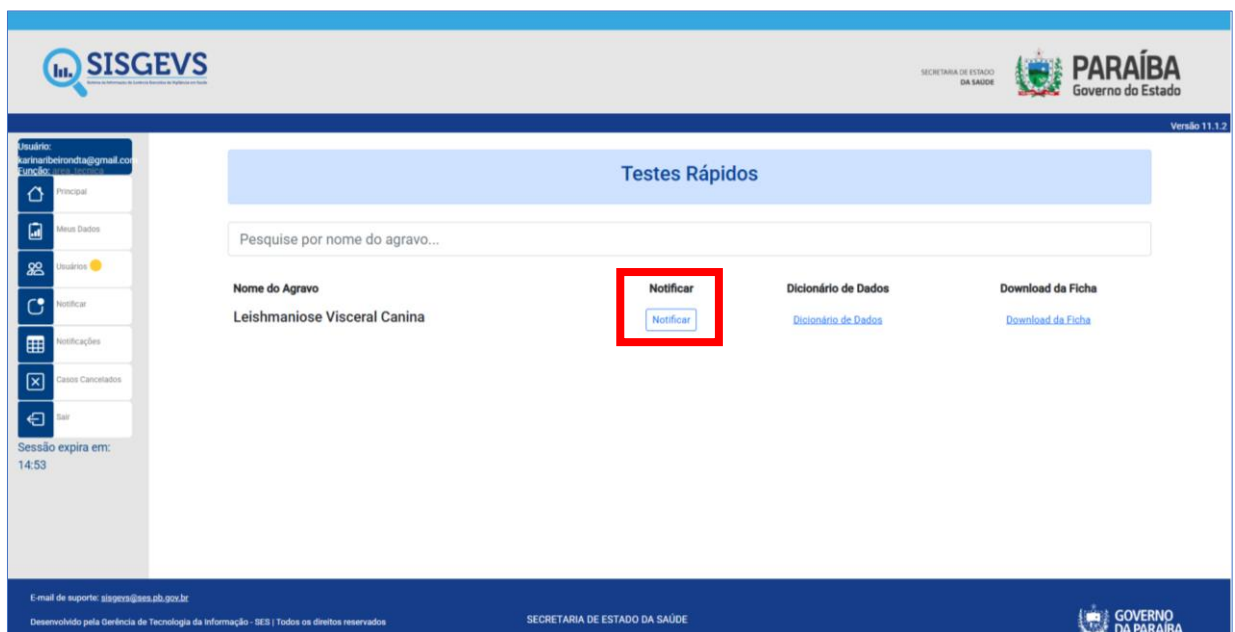 SISGEVS
SECRETARIA DE ESTADO
DA SAÚDE
PARAÍBA
Governo do Estado
Versão 11.1.2
Usuário:
karinaribeirondta@gmail.com
Função: area_tecnica
Principal
Meus Dados
Usuários
Notificar
Notificações
Casos Cancelados
Sair
Sessão expira em:
14:53
Testes Rápidos
Pesquise por nome do agravo...
Nome do Agravo Notificar Dicionário de Dados Download da Ficha
Leishmaniose Visceral Canina Notificar Dicionário de Dados Download da Ficha
E-mail de suporte: sisgevs@ses.pb.gov.br
Desenvolvido pela Gerência de Tecnologia da Informação - SES | Todos os direitos reservados
SECRETARIA DE ESTADO DA SAÚDE
GOVERNO
DA PARAÍBA